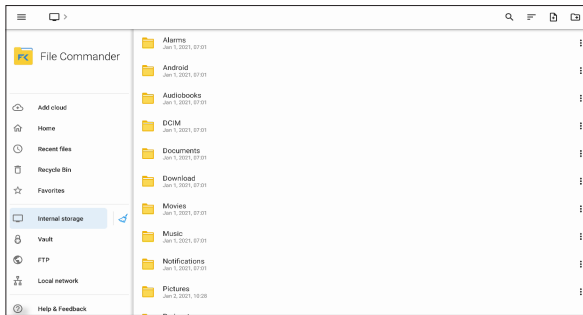 File Commander
Add cloud
Home
Recent files
Recycle Bin
Favorites
Internal storage
Vault
FTP
Local network
Help & Feedback
Alarms
Jan 1, 2021, 07:01
Android
Jan 1, 2021, 07:01
Audiobooks
Jan 1, 2021, 07:01
DCIM
Jan 1, 2021, 07:01
Documents
Jan 1, 2021, 07:01
Download
Jan 1, 2021, 07:01
Movies
Jan 1, 2021, 07:01
Music
Jan 1, 2021, 07:01
Notifications
Jan 1, 2021, 07:01
Pictures
Jan 2, 2021, 10:28